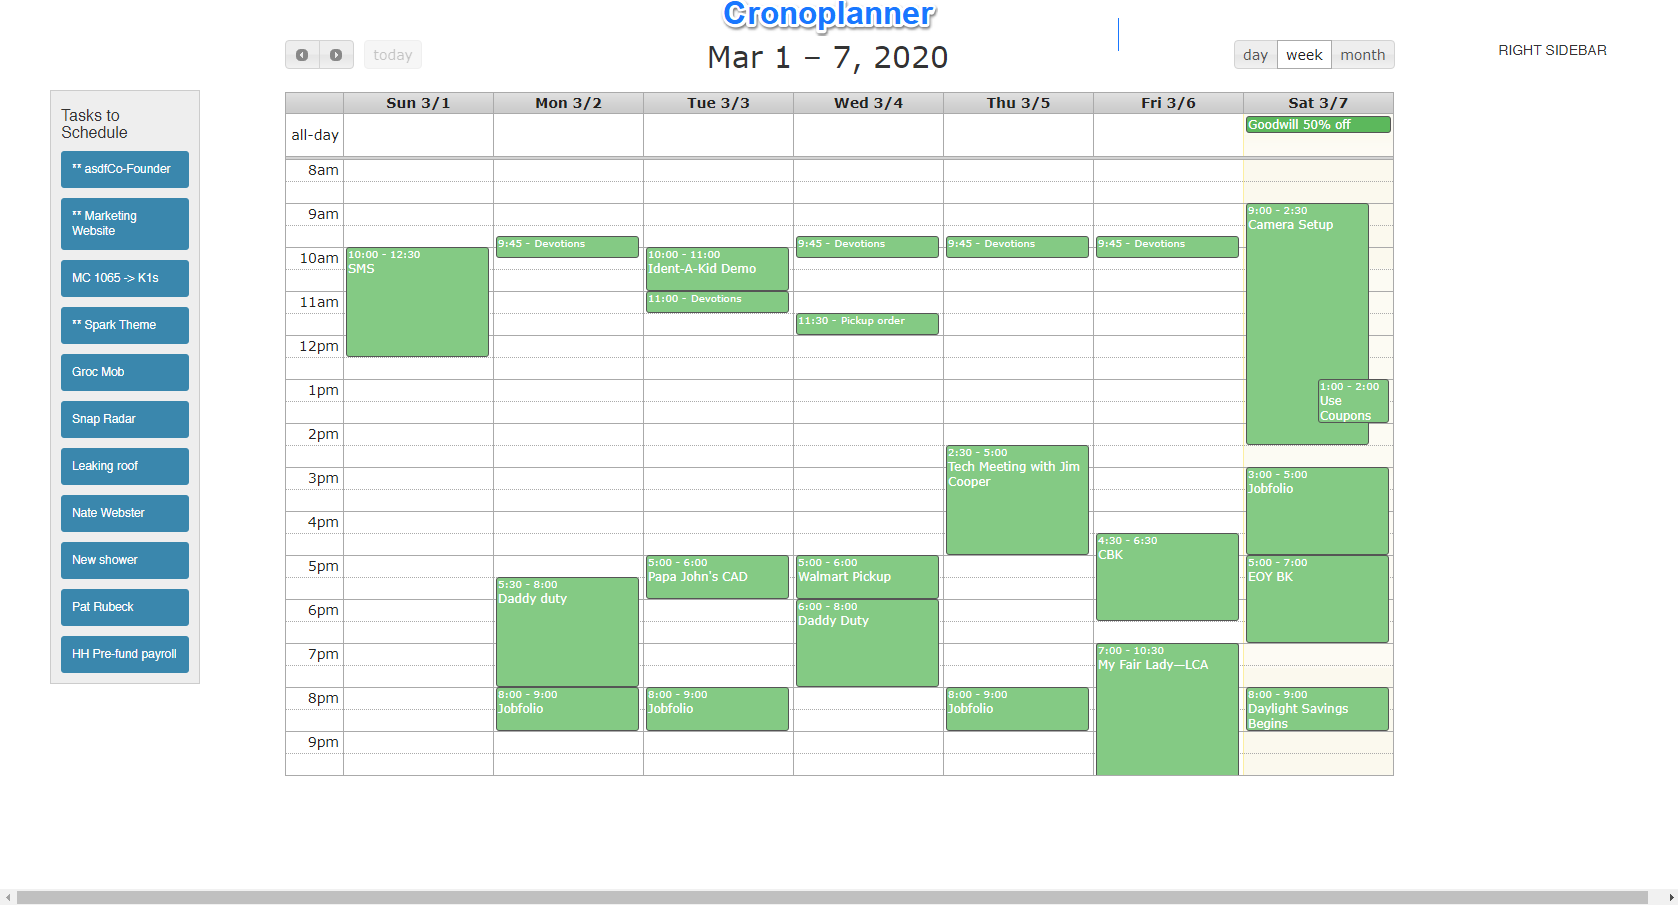 Cronoplanner
today
Mar 1 – 7, 2020
day week month
RIGHT SIDEBAR
Tasks to
Schedule
** asdfCo-Founder
** Marketing
Website
MC 1065 -> K1s
** Spark Theme
Groc Mob
Snap Radar
Leaking roof
Nate Webster
New shower
Pat Rubeck
HH Pre-fund payroll
Sun 3/1 Mon 3/2 Tue 3/3 Wed 3/4 Thu 3/5 Fri 3/6 Sat 3/7
all-day
Goodwill 50% off
8am
9am
10am
11am
12pm
1pm
2pm
3pm
4pm
5pm
6pm
7pm
8pm
9pm
10:00 - 12:30
SMS
9:45 - Devotions
5:30 - 8:00
Daddy duty
8:00 - 9:00
Jobfolio
10:00 - 11:00
Ident-A-Kid Demo
11:00 - Devotions
5:00 - 6:00
Papa John's CAD
8:00 - 9:00
Jobfolio
9:45 - Devotions
11:30 - Pickup order
5:00 - 6:00
Walmart Pickup
6:00 - 8:00
Daddy Duty
9:45 - Devotions
2:30 - 5:00
Tech Meeting with Jim
Cooper
8:00 - 9:00
Jobfolio
9:45 - Devotions
4:30 - 6:30
CBK
7:00 - 10:30
My Fair Lady—LCA
9:00 - 2:30
Camera Setup
1:00 - 2:00
Use
Coupons
3:00 - 5:00
Jobfolio
5:00 - 7:00
EOY BK
8:00 - 9:00
Daylight Savings
Begins